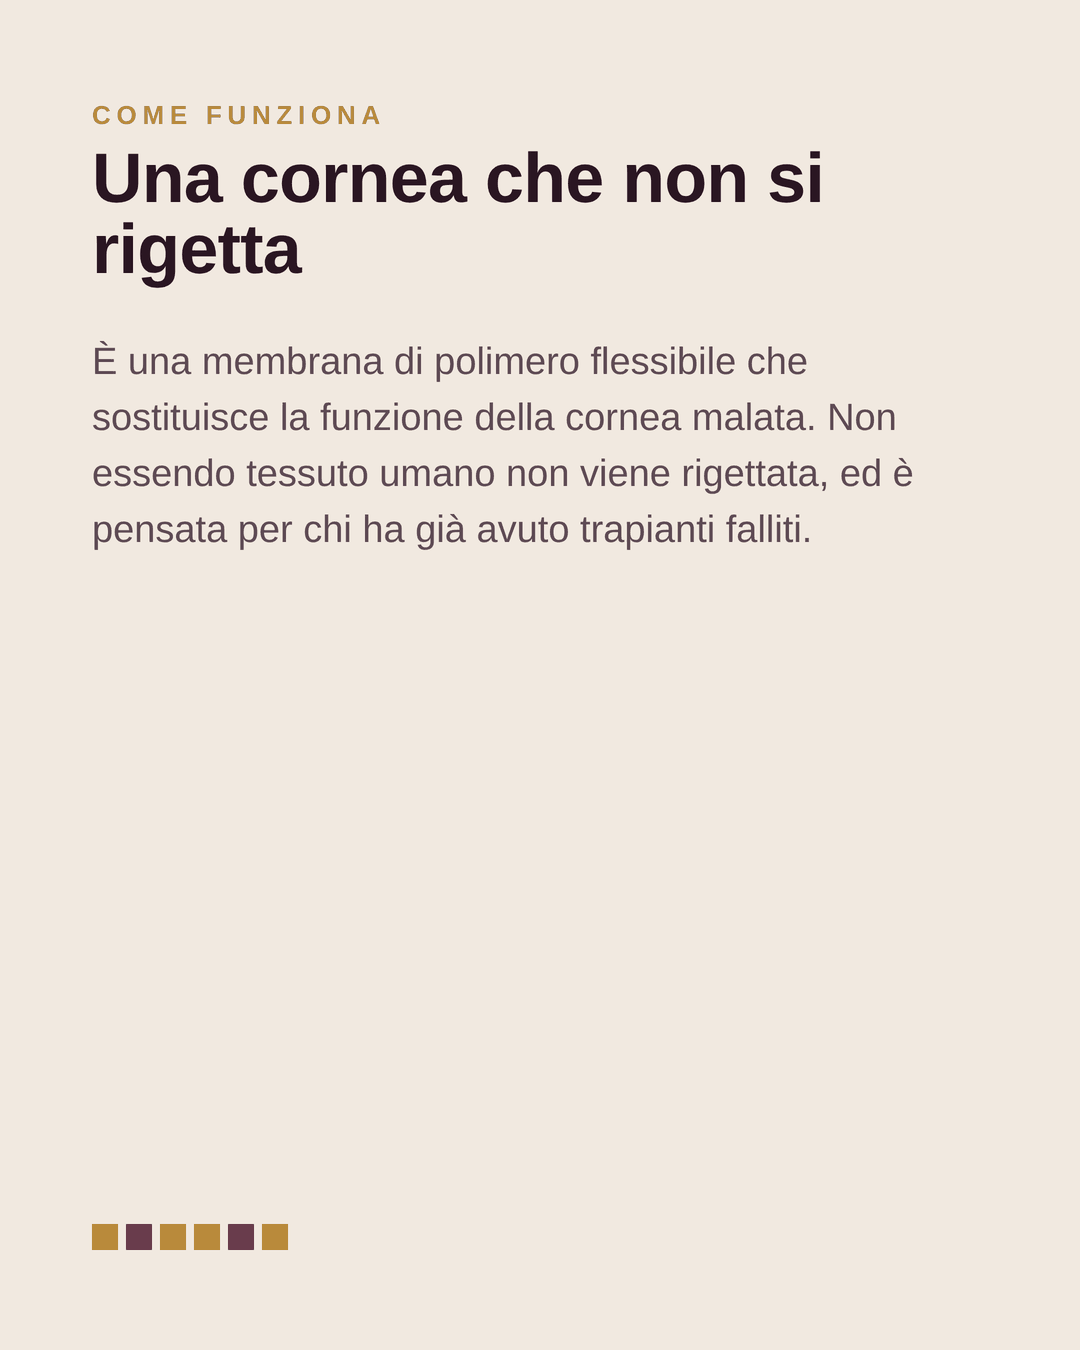 COME FUNZIONA
Una cornea che non si
rigetta
È una membrana di polimero flessibile che
sostituisce la funzione della cornea malata. Non
essendo tessuto umano non viene rigettata, ed è
pensata per chi ha già avuto trapianti falliti.